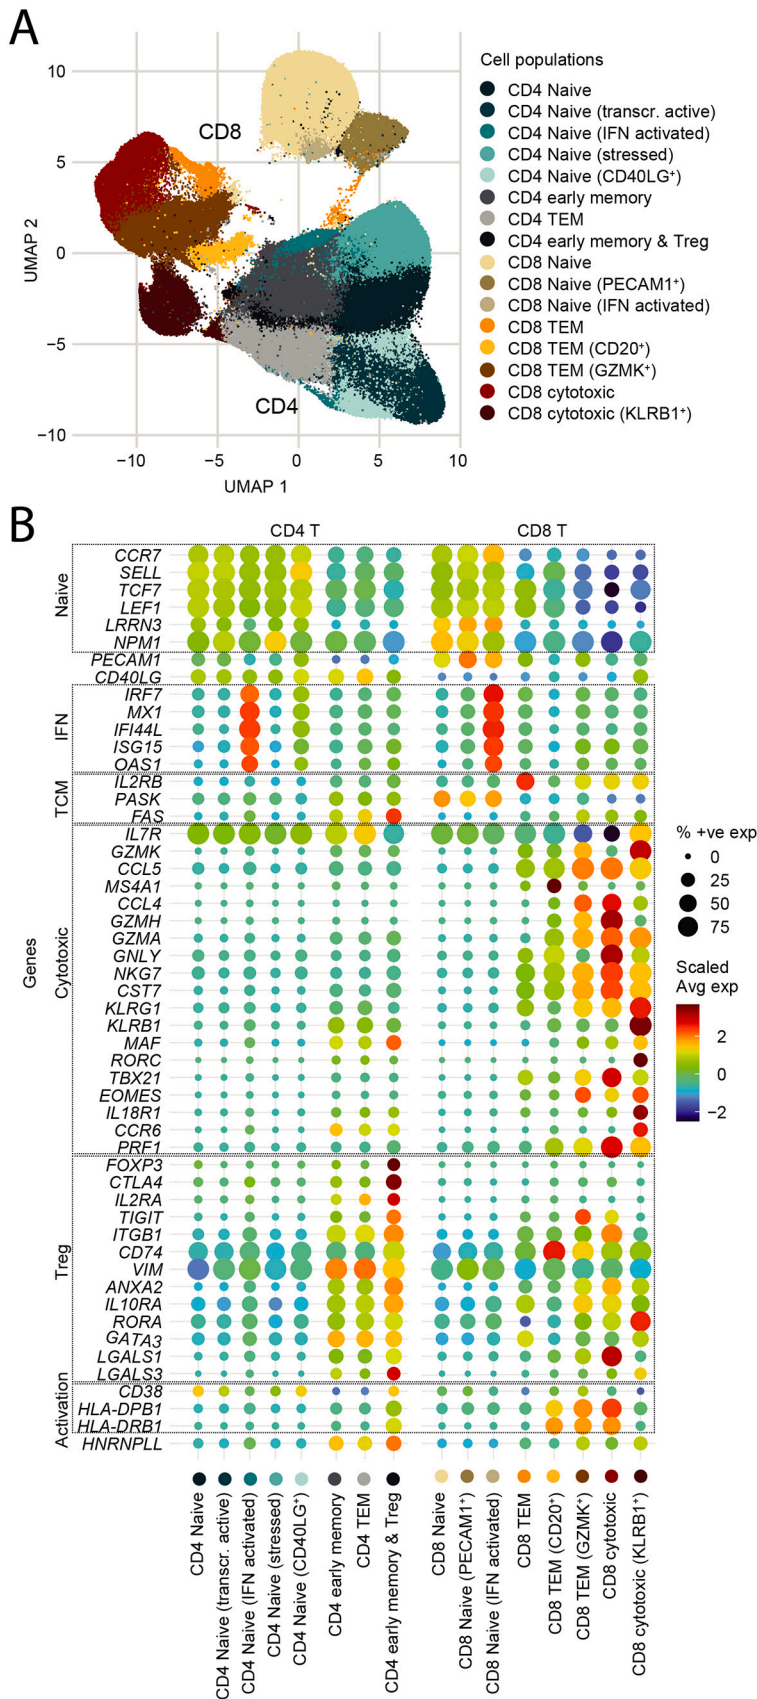 A
10
5
0
−5
−10
UMAP 2
−10
−5
0
5
10
UMAP 1
CD8
CD4
Cell populations
CD4 Naive
CD4 Naive (transcr. active)
CD4 Naive (IFN activated)
CD4 Naive (stressed)
CD4 Naive (CD40LG⁺)
CD4 early memory
CD4 TEM
CD4 early memory & Treg
CD8 Naive
CD8 Naive (PECAM1⁺)
CD8 Naive (IFN activated)
CD8 TEM
CD8 TEM (CD20⁺)
CD8 TEM (GZMK⁺)
CD8 cytotoxic
CD8 cytotoxic (KLRB1⁺)
B
CD4 T
CD8 T
Genes
Naive
CCR7
SELL
TCF7
LEF1
LRRN3
NPM1
PECAM1
CD40LG
IFN
IRF7
MX1
IFI44L
ISG15
OAS1
TCM
IL2RB
PASK
FAS
Cytotoxic
IL7R
GZMK
CCL5
MS4A1
CCL4
GZMH
GZMA
GNLY
NKG7
CST7
KLRG1
KLRB1
MAF
RORC
TBX21
EOMES
IL18R1
CCR6
PRF1
Treg
FOXP3
CTLA4
IL2RA
TIGIT
ITGB1
CD74
VIM
ANXA2
IL10RA
RORA
GATA3
LGALS1
LGALS3
Activation
CD38
HLA-DPB1
HLA-DRB1
HNRNPLL
% +ve exp
0
25
50
75
Scaled
Avg exp
2
0
−2
CD4 Naive
CD4 Naive (transcr. active)
CD4 Naive (IFN activated)
CD4 Naive (stressed)
CD4 Naive (CD40LG⁺)
CD4 early memory
CD4 TEM
CD4 early memory & Treg
CD8 Naive
CD8 Naive (PECAM1⁺)
CD8 Naive (IFN activated)
CD8 TEM
CD8 TEM (CD20⁺)
CD8 TEM (GZMK⁺)
CD8 cytotoxic
CD8 cytotoxic (KLRB1⁺)